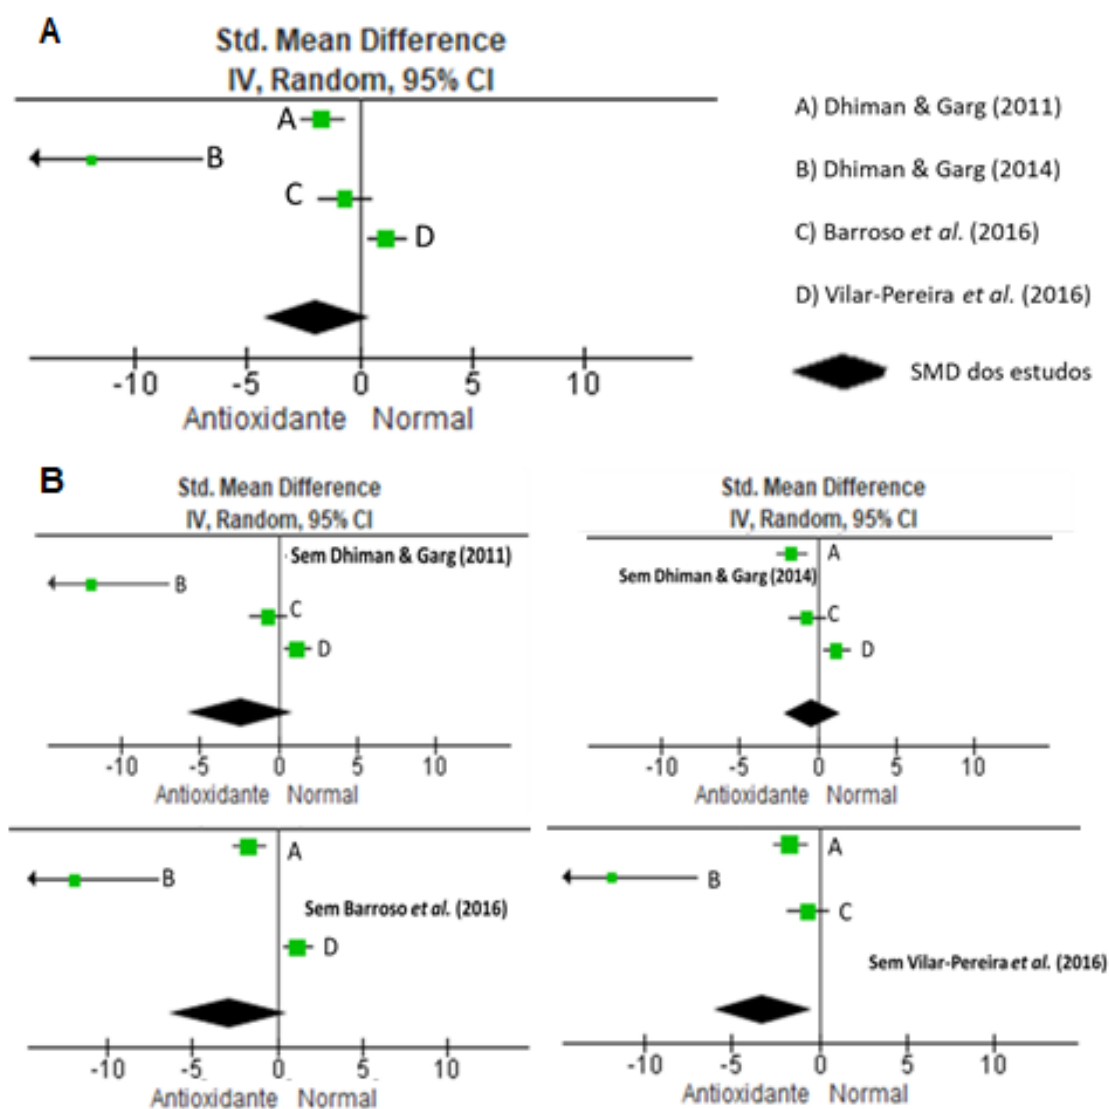 A
Std. Mean Difference
IV, Random, 95% CI
A
B
C
D
-10 -5 0 5 10
Antioxidante Normal
A) Dhiman & Garg (2011)
B) Dhiman & Garg (2014)
C) Barroso et al. (2016)
D) Vilar-Pereira et al. (2016)
SMD dos estudos
B
Std. Mean Difference
IV, Random, 95% CI
Sem Dhiman & Garg (2011)
B
C
D
-10 -5 0 5 10
Antioxidante Normal
Std. Mean Difference
IV, Random, 95% CI
A
Sem Dhiman & Garg (2014)
C
D
-10 -5 0 5 10
Antioxidante Normal
A
B
Sem Barroso et al. (2016)
D
-10 -5 0 5 10
Antioxidante Normal
A
B
C
Sem Vilar-Pereira et al. (2016)
-10 -5 0 5 10
Antioxidante Normal